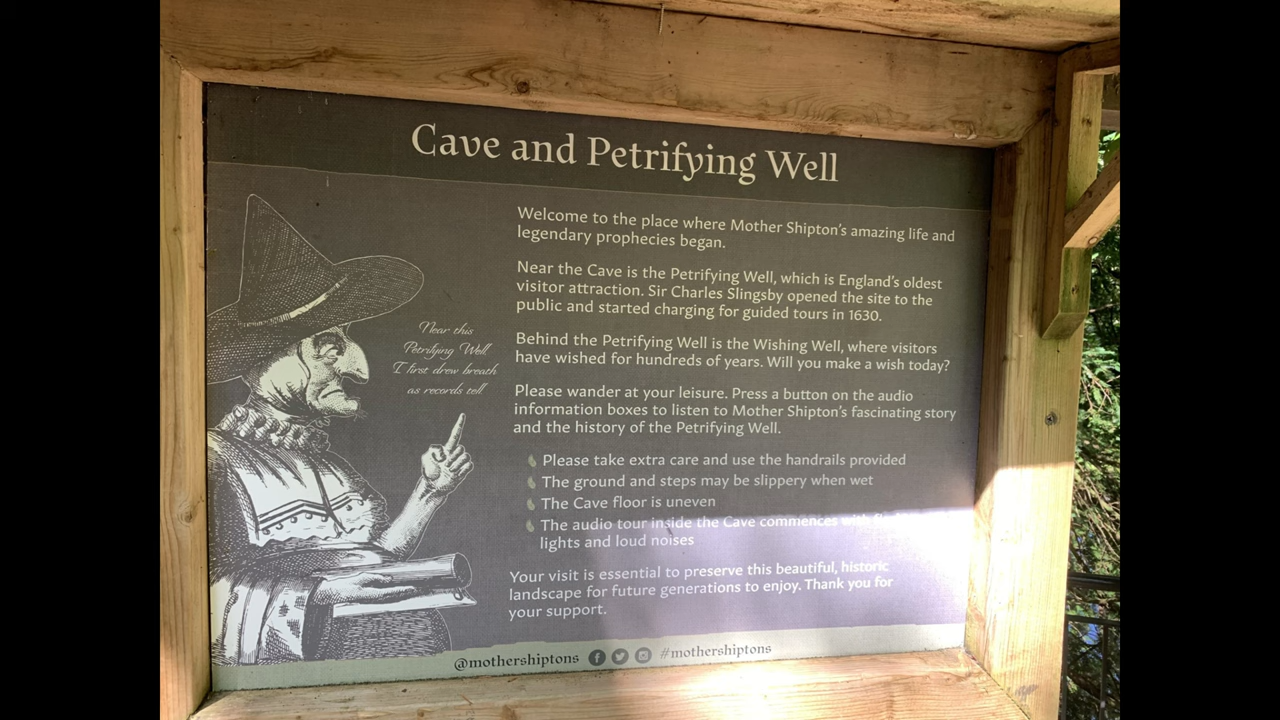 Cave and Petrifying Well
Welcome to the place where Mother Shipton's amazing life and
legendary prophecies began.
Near the Cave is the Petrifying Well, which is England's oldest
visitor attraction. Sir Charles Slingsby opened the site to the
public and started charging for guided tours in 1630.
Near this
Petrifying Well
I first drew breath
as records tell
Behind the Petrifying Well is the Wishing Well, where visitors
have wished for hundreds of years. Will you make a wish today?
Please wander at your leisure. Press a button on the audio
information boxes to listen to Mother Shipton's fascinating story
and the history of the Petrifying Well.
Please take extra care and use the handrails provided
The ground and steps may be slippery when wet
The Cave floor is uneven
The audio tour inside the Cave commences with
lights and loud noises
Your visit is essential to preserve this beautiful, historic
landscape for future generations to enjoy. Thank you for
your support.
@mothershiptons #mothershiptons